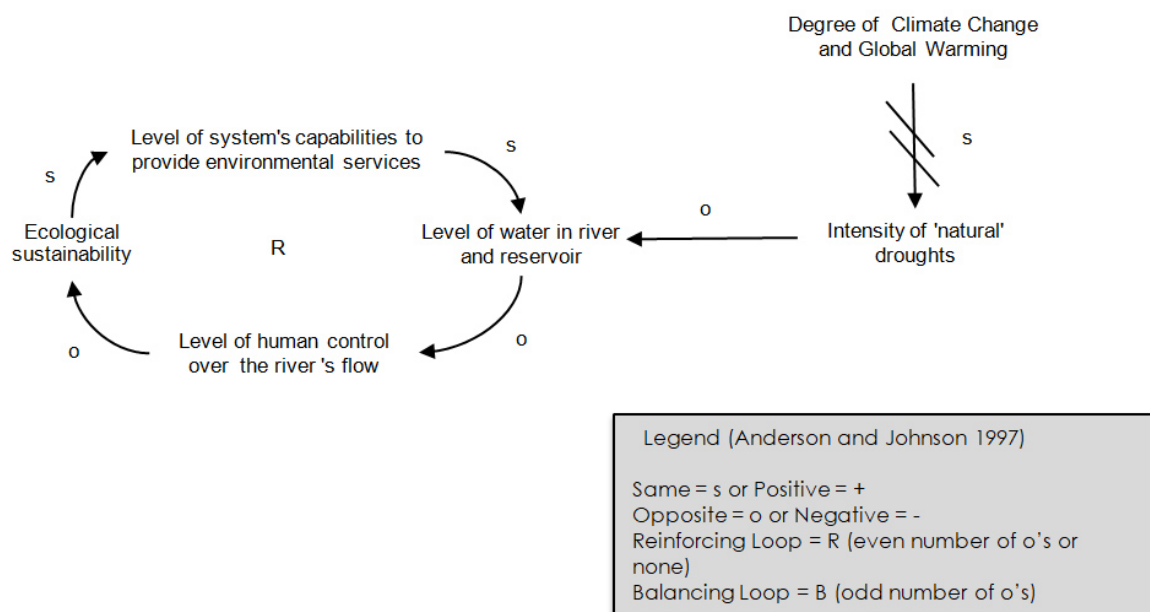 Degree of Climate Change
and Global Warming
s
Level of system's capabilities to
provide environmental services
s
s
o
Ecological
sustainability
R
Level of water in river
and reservoir
Intensity of 'natural'
droughts
Level of human control
over the river 's flow
o
o
Legend (Anderson and Johnson 1997)
Same = s or Positive = +
Opposite = o or Negative = -
Reinforcing Loop = R (even number of o's or
none)
Balancing Loop = B (odd number of o's)